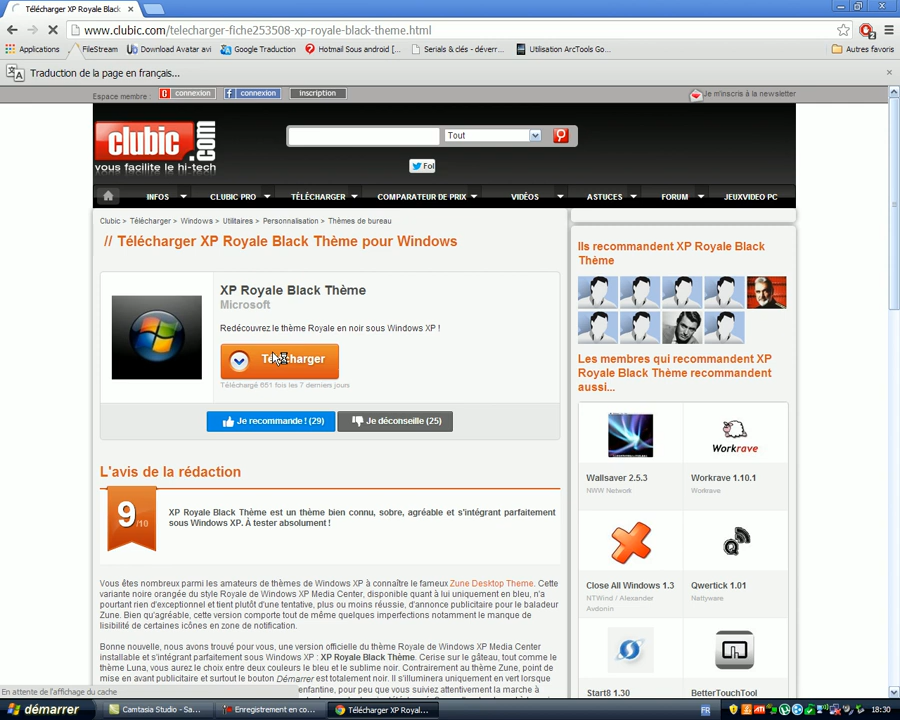 Télécharger XP Royale Black
www.clubic.com/telecharger-fiche253508-xp-royale-black-theme.html
Applications
FileStream
Download Avatar avi
Google Traduction
Hotmail Sous android [...
Serials & clés - déverr...
Utilisation ArcTools Go...
Autres favoris
Traduction de la page en français...
Espace membre :
connexion
f connexion
inscription
Je m'inscris à la newsletter
clubic.com
vous facilite le hi-tech
Tout
Fol
INFOS
CLUBIC PRO
TÉLÉCHARGER
COMPARATEUR DE PRIX
VIDÉOS
ASTUCES
FORUM
JEUXVIDEO PC
Clubic > Télécharger > Windows > Utilitaires > Personnalisation > Thèmes de bureau
// Télécharger XP Royale Black Thème pour Windows
XP Royale Black Thème
Microsoft
Redécouvrez le thème Royale en noir sous Windows XP !
Télécharger
Téléchargé 651 fois les 7 derniers jours
Je recommande ! (29)
Je déconseille (25)
L'avis de la rédaction
9/10
XP Royale Black Thème est un thème bien connu, sobre, agréable et s'intégrant parfaitement
sous Windows XP. À tester absolument !
Vous êtes nombreux parmi les amateurs de thèmes de Windows XP à connaître le fameux Zune Desktop Theme. Cette
variante noire orangée du style Royale de Windows XP Media Center, disponible quant à lui uniquement en bleu, n'a
pourtant rien d'exceptionnel et tient plutôt d'une tentative, plus ou moins réussie, d'annonce publicitaire pour le baladeur
Zune. Bien qu'agréable, cette version comporte tout de même quelques imperfections notamment le manque de
lisibilité de certaines icônes en zone de notification.
Bonne nouvelle, nous avons trouvé pour vous, une version officielle du thème Royale de Windows XP Media Center
installable et s'intégrant parfaitement sous Windows XP : XP Royale Black Thème. Cerise sur le gâteau, tout comme le
thème Luna, vous aurez le choix entre deux couleurs le bleu et le sublime noir. Contrairement au thème Zune, point de
mise en avant publicitaire et surtout le bouton Démarrer est totalement noir. Il s'illuminera uniquement en vert lorsque
enfantine, pour peu que vous suiviez attentivement la marche à
Ils recommandent XP Royale Black
Thème
Les membres qui recommandent XP
Royale Black Thème recommandent
aussi...
Workrave
Wallsaver 2.5.3
NWW Network
Workrave 1.10.1
Workrave
Close All Windows 1.3
NTWind / Alexander
Avdonin
Qwertick 1.01
Nattyware
Start8 1.30
BetterTouchTool
En attente de l'affichage du cache
démarrer
Camtasia Studio - Sa...
Enregistrement en co...
Télécharger XP Royal...
FR
18:30